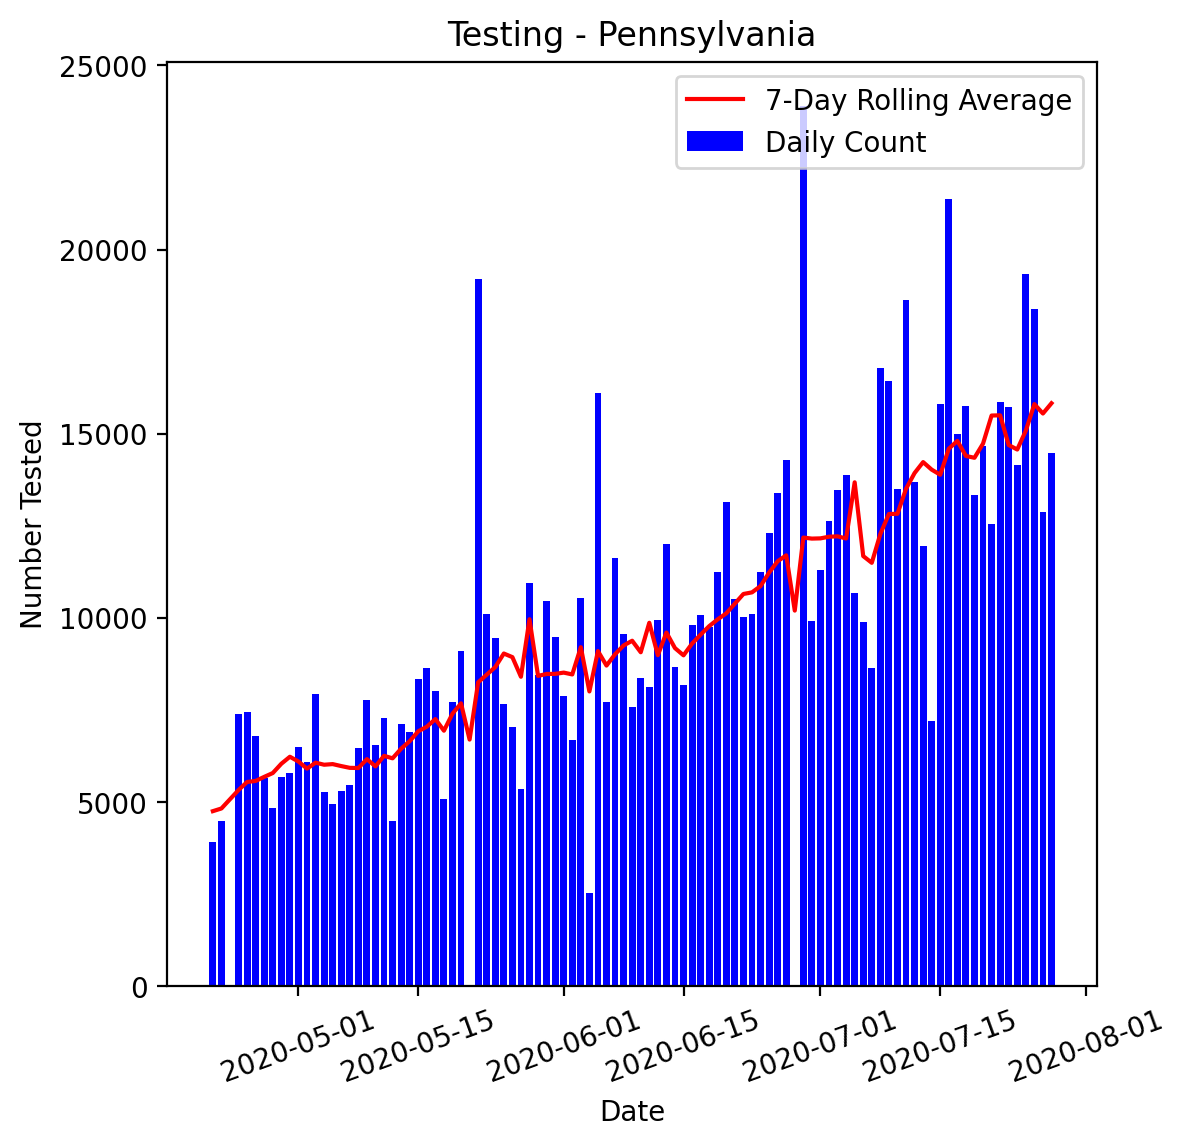 Testing - Pennsylvania
25000
20000
15000
10000
5000
0
Number Tested
7-Day Rolling Average
Daily Count
2020-05-01
2020-05-15
2020-06-01
2020-06-15
2020-07-01
2020-07-15
2020-08-01
Date